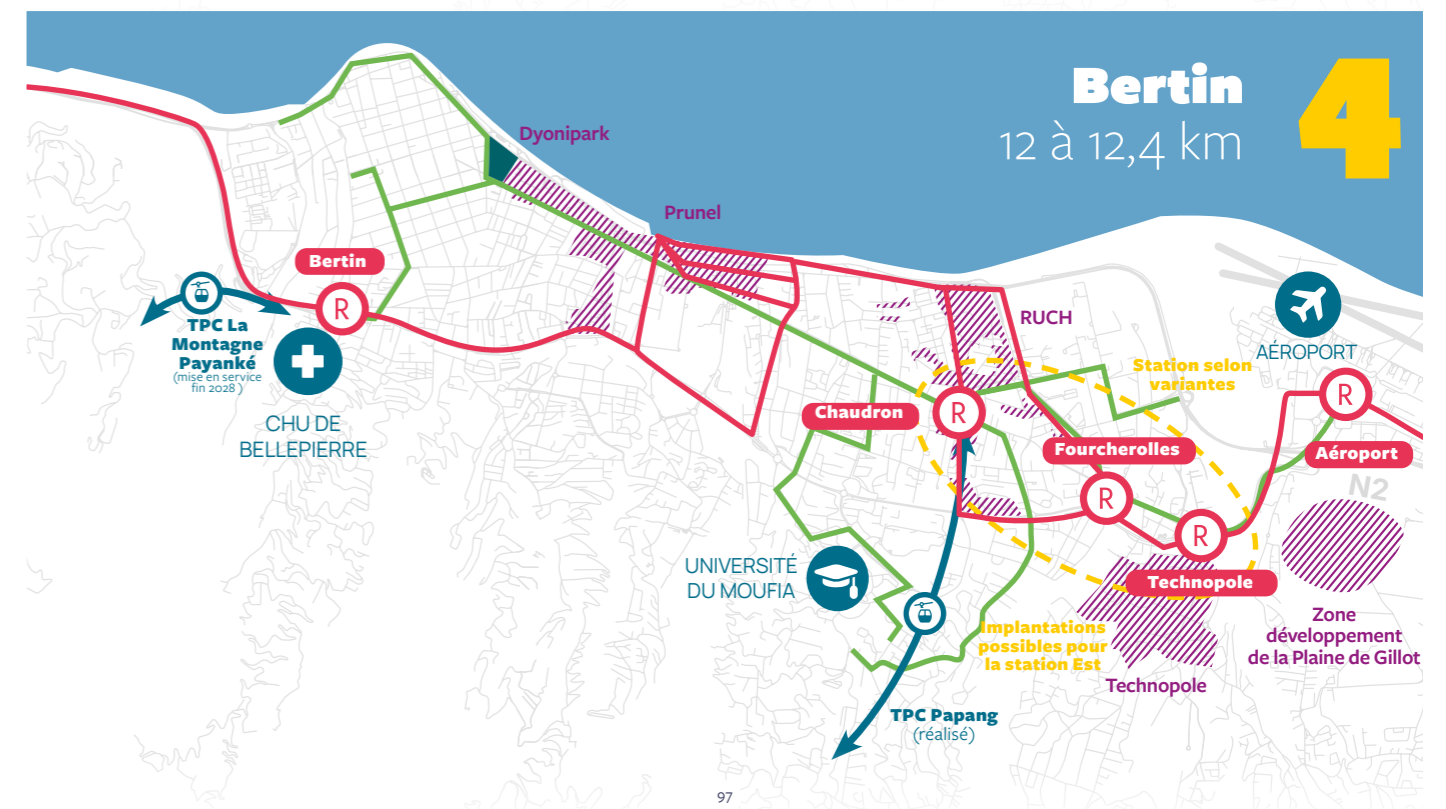 Bertin
12 à 12,4 km
4
Dyonipark
Prunel
Bertin
R
TPC La
Montagne
Payanké
(mise en service
fin 2028 )
CHU DE
BELLEPIERRE
RUCH
AÉROPORT
Station selon
variantes
Chaudron
R
Fourcherolles
R
R
Aéroport
N2
R
Technopole
UNIVERSITÉ
DU MOUFIA
Implantations
possibles pour
la station Est
Technopole
Zone
développement
de la Plaine de Gillot
TPC Papang
(réalisé)
97